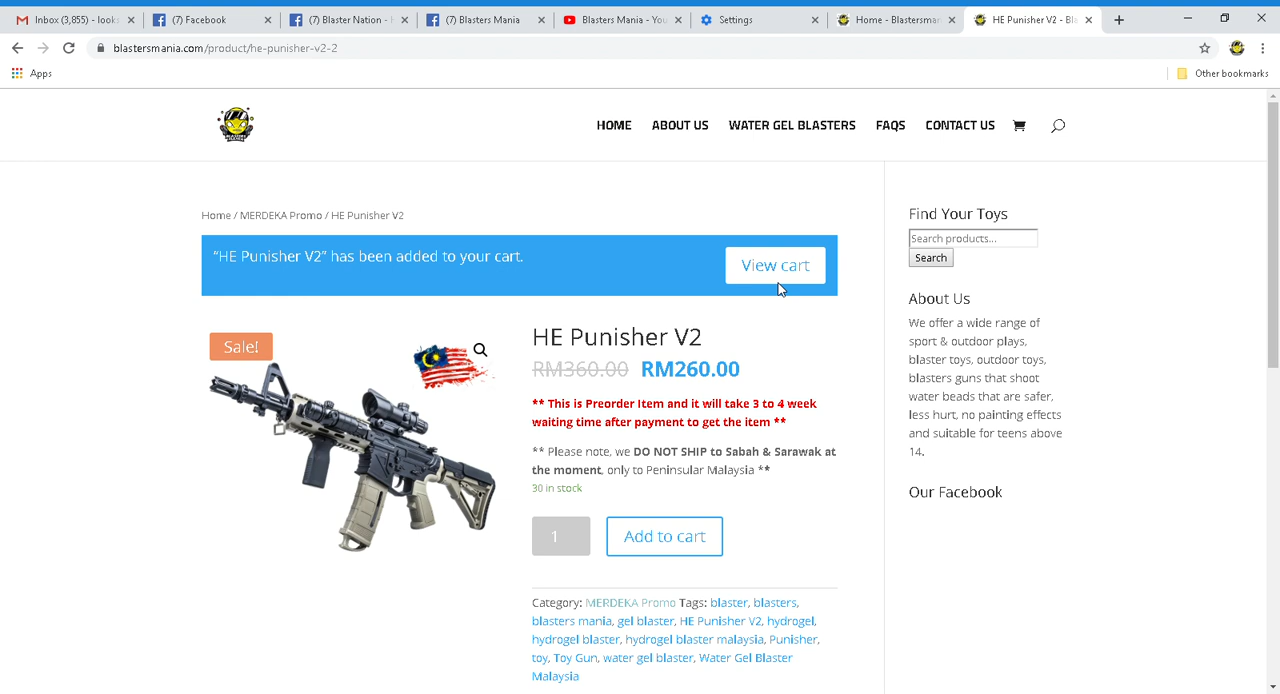 Inbox (3,855) - looks
(7) Facebook
(7) Blaster Nation - H
(7) Blasters Mania
Blasters Mania - You
Settings
Home - Blastersman
HE Punisher V2 - Bla
blastersmania.com/product/he-punisher-v2-2
Apps
Other bookmarks
HOME
ABOUT US
WATER GEL BLASTERS
FAQS
CONTACT US
Home / MERDEKA Promo / HE Punisher V2
“HE Punisher V2” has been added to your cart.
View cart
Sale!
HE Punisher V2
RM360.00 RM260.00
** This is Preorder Item and it will take 3 to 4 week
waiting time after payment to get the item **
** Please note, we DO NOT SHIP to Sabah & Sarawak at
the moment, only to Peninsular Malaysia **
30 in stock
1
Add to cart
Category: MERDEKA Promo Tags: blaster, blasters,
blasters mania, gel blaster, HE Punisher V2, hydrogel,
hydrogel blaster, hydrogel blaster malaysia, Punisher,
toy, Toy Gun, water gel blaster, Water Gel Blaster
Malaysia
Find Your Toys
Search products...
Search
About Us
We offer a wide range of
sport & outdoor plays,
blaster toys, outdoor toys,
blasters guns that shoot
water beads that are safer,
less hurt, no painting effects
and suitable for teens above
14.
Our Facebook